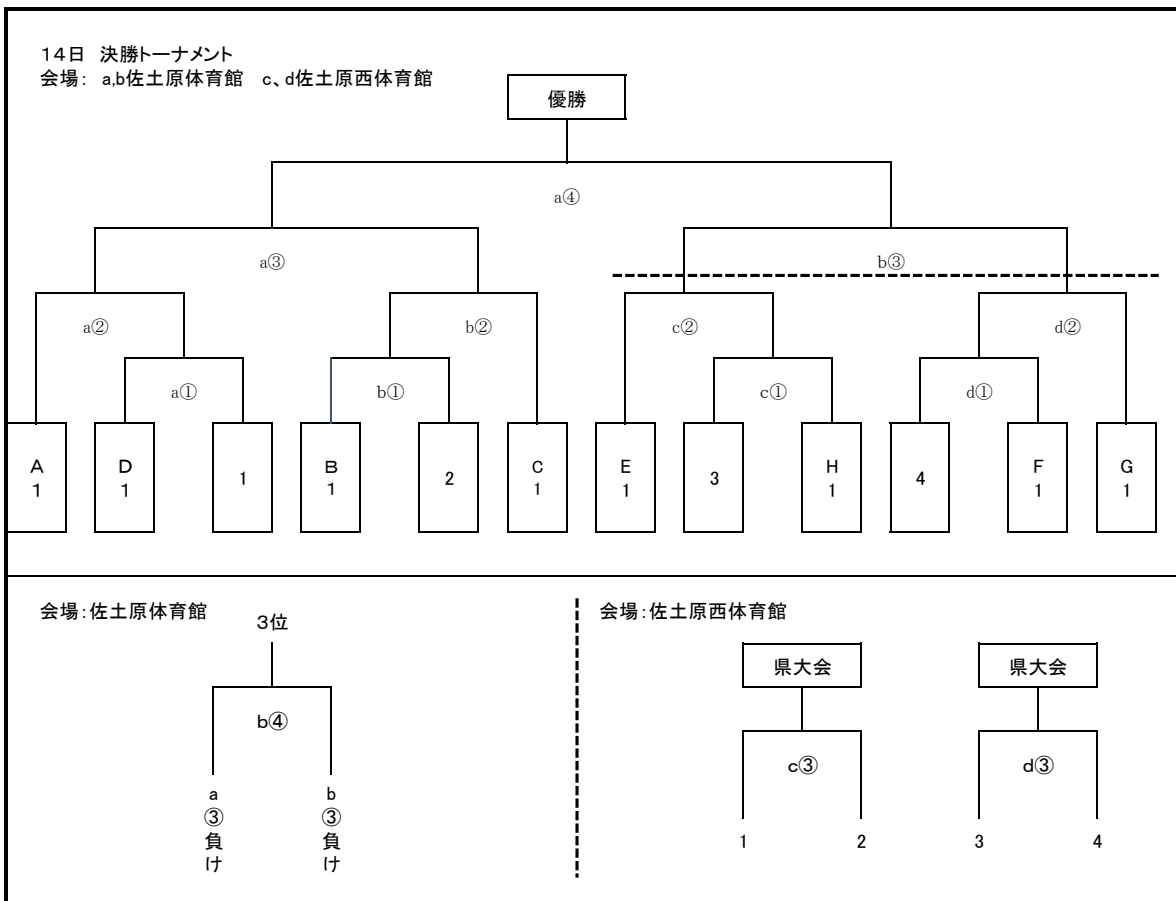 14日 決勝トーナメント
会場： a,b佐土原体育館 c、d佐土原西体育館
優勝
a④
a③
b③
a②
b②
c②
d②
a①
b①
c①
d①
A
1
D
1
1
B
1
2
C
1
E
1
3
H
1
4
F
1
G
1
会場：佐土原体育館
3位
b④
a
③
負
け
b
③
負
け
会場：佐土原西体育館
県大会
県大会
c③
d③
1
2
3
4